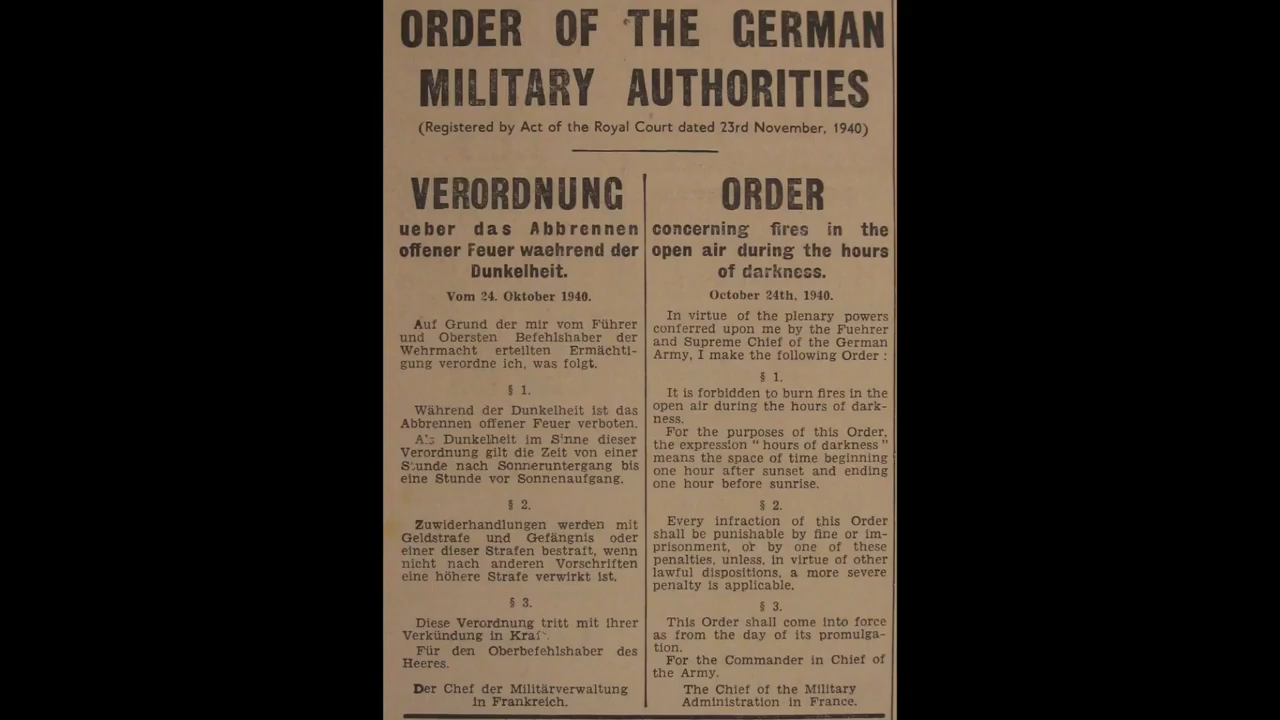 ORDER OF THE GERMAN
MILITARY AUTHORITIES
(Registered by Act of the Royal Court dated 23rd November, 1940)
VERORDNUNG
ueber das Abbrennen
offener Feuer waehrend der
Dunkelheit.
Vom 24. Oktober 1940.
Auf Grund der mir vom Führer
und Obersten Befehlshaber der
Wehrmacht erteilten Ermächti-
gung verordne ich, was folgt.
§ 1.
Während der Dunkelheit ist das
Abbrennen offener Feuer verboten.
Als Dunkelheit im Sinne dieser
Verordnung gilt die Zeit von einer
Stunde nach Sonneruntergang bis
eine Stunde vor Sonnenaufgang.
§ 2.
Zuwiderhandlungen werden mit
Geldstrafe und Gefängnis oder
einer dieser Strafen bestraft, wenn
nicht nach anderen Vorschriften
eine höhere Strafe verwirkt ist.
§ 3.
Diese Verordnung tritt mit ihrer
Verkündung in Kraft.
Für den Oberbefehlshaber des
Heeres.
Der Chef der Militärverwaltung
in Frankreich.
ORDER
concerning fires in the
open air during the hours
of darkness.
October 24th, 1940.
In virtue of the plenary powers
conferred upon me by the Fuehrer
and Supreme Chief of the German
Army, I make the following Order :
§ 1.
It is forbidden to burn fires in the
open air during the hours of dark-
ness.
For the purposes of this Order,
the expression " hours of darkness "
means the space of time beginning
one hour after sunset and ending
one hour before sunrise.
§ 2.
Every infraction of this Order
shall be punishable by fine or im-
prisonment, or by one of these
penalties, unless, in virtue of other
lawful dispositions, a more severe
penalty is applicable.
§ 3.
This Order shall come into force
as from the day of its promulga-
tion.
For the Commander in Chief of
the Army.
The Chief of the Military
Administration in France.